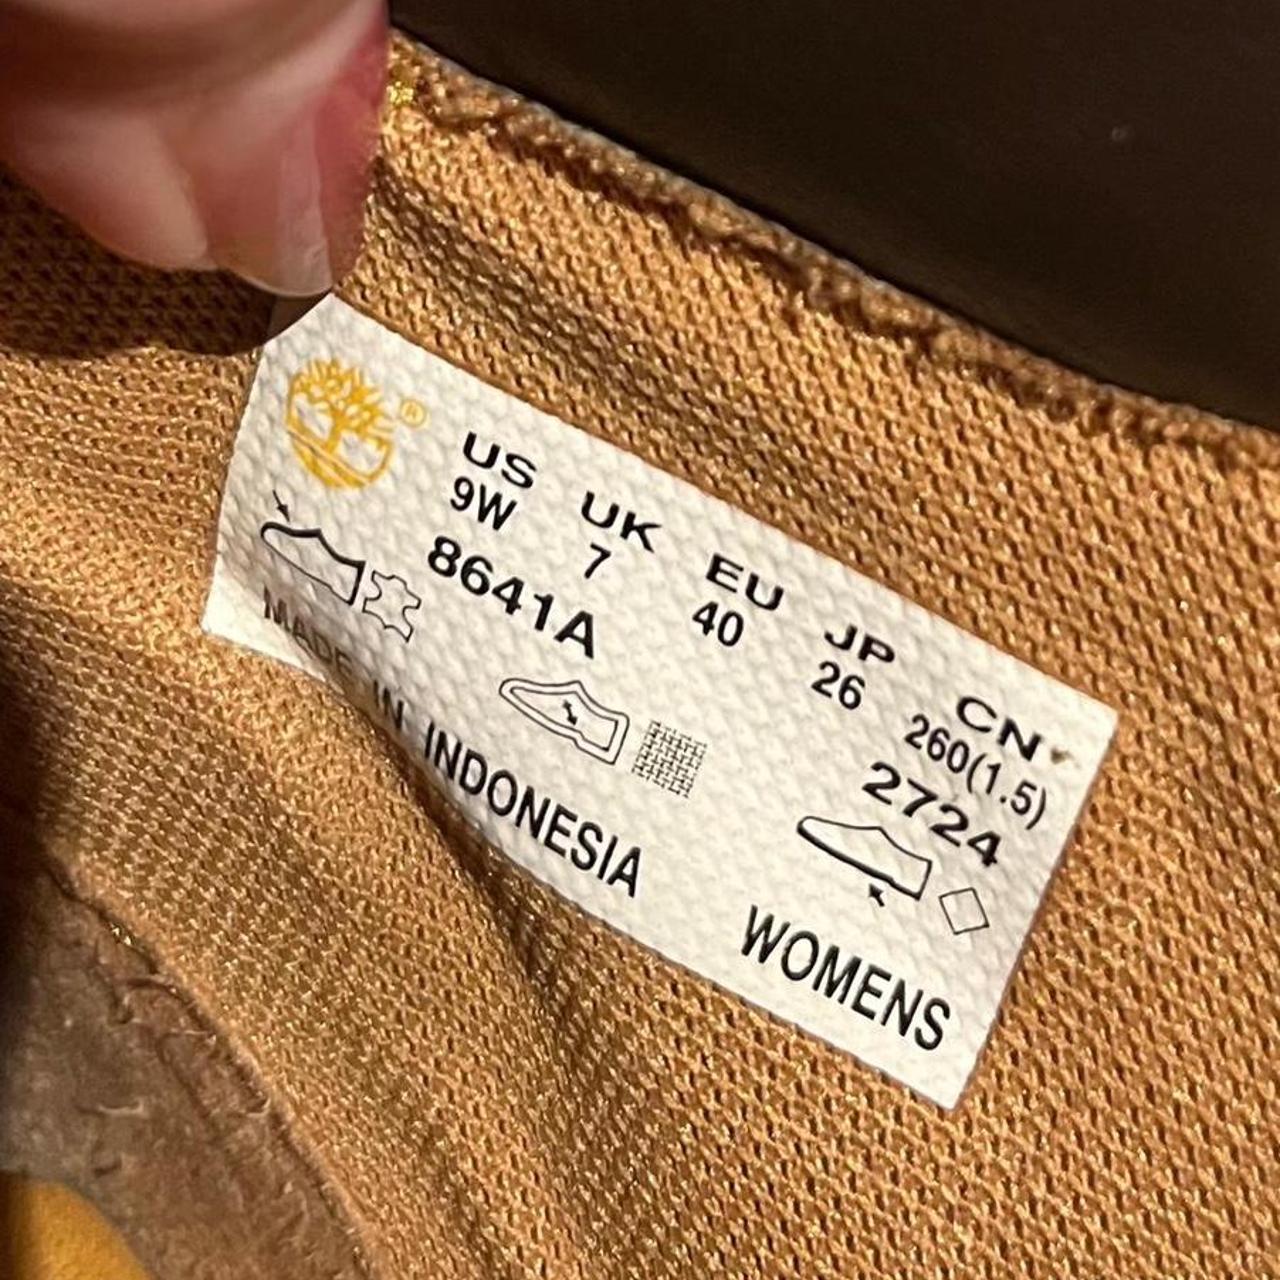 ®
US UK EU JP CN
9W 7 40 26 260(1.5)
8641A 2724
MADE IN INDONESIA WOMENS